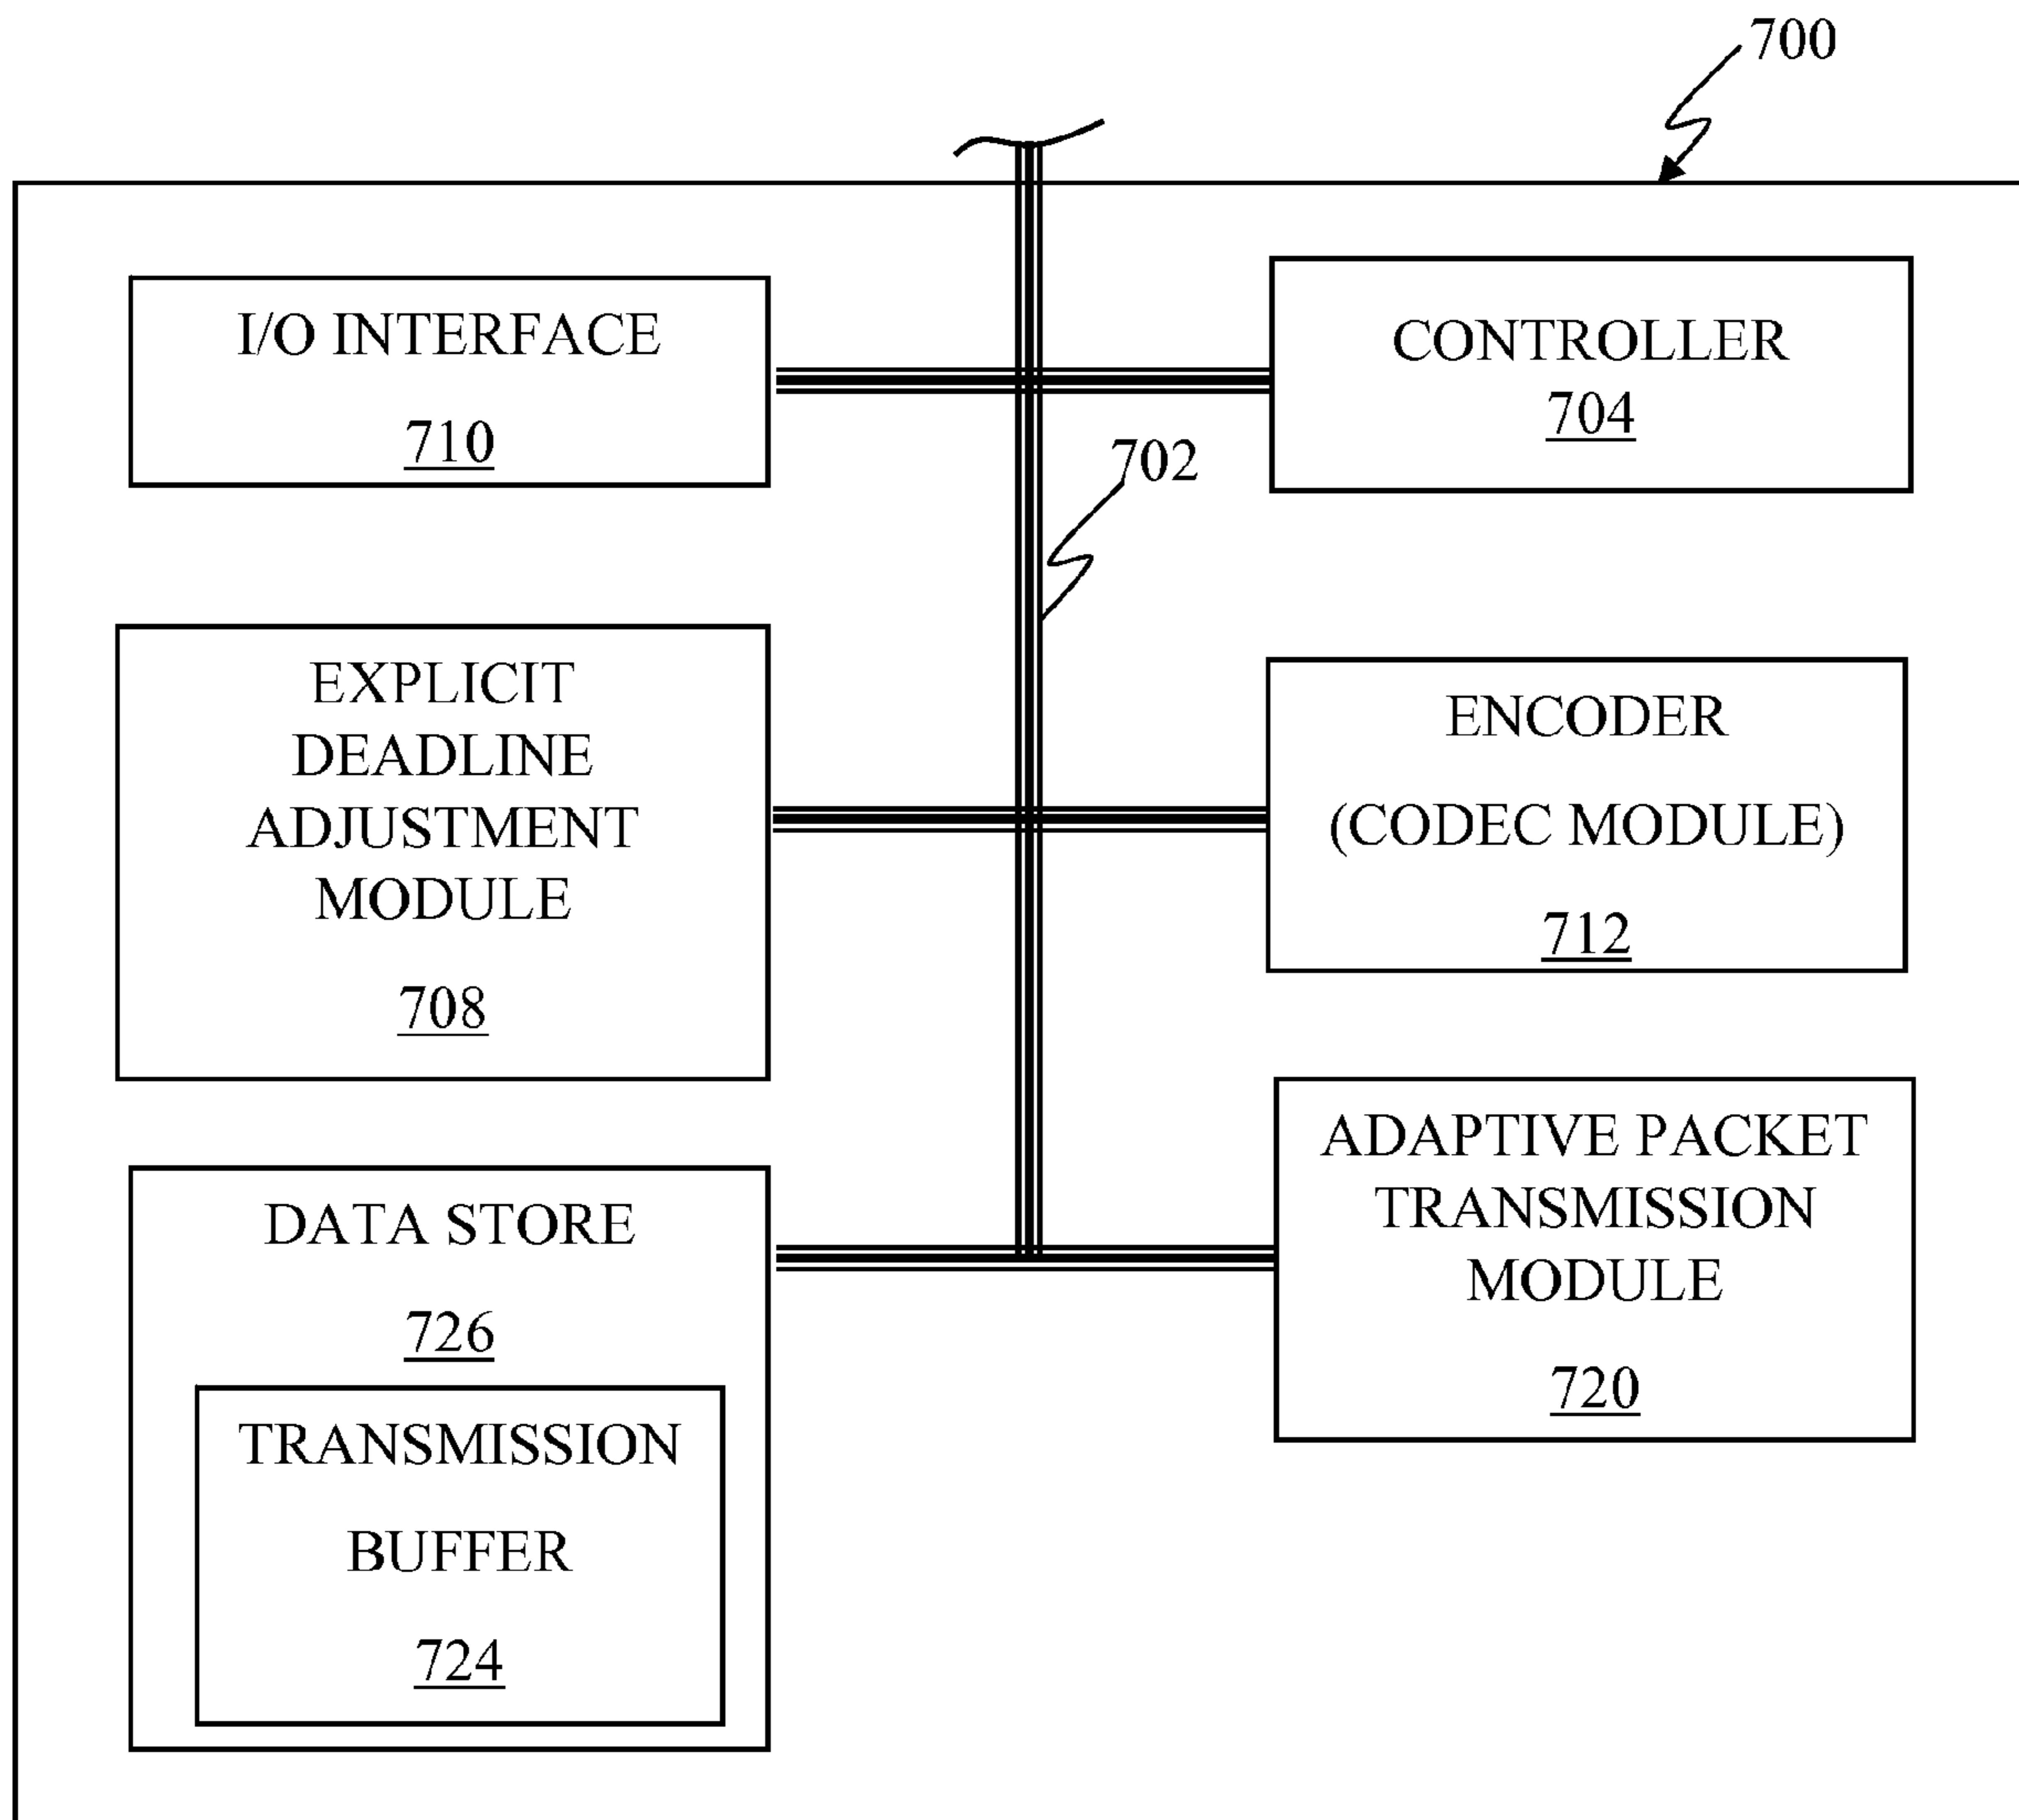 700
I/O INTERFACE
710
CONTROLLER
704
702
EXPLICIT
DEADLINE
ADJUSTMENT
MODULE
708
ENCODER
(CODEC MODULE)
712
DATA STORE
726
TRANSMISSION
BUFFER
724
ADAPTIVE PACKET
TRANSMISSION
MODULE
720